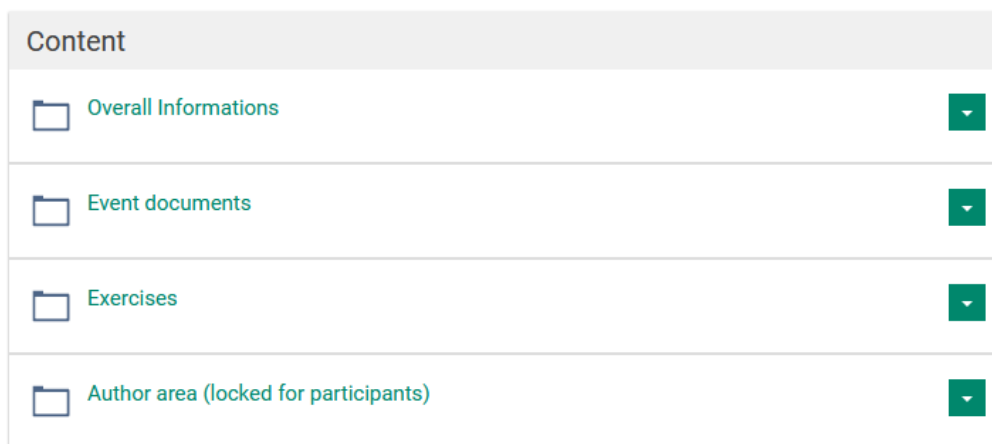 Content
Overall Informations
Event documents
Exercises
Author area (locked for participants)